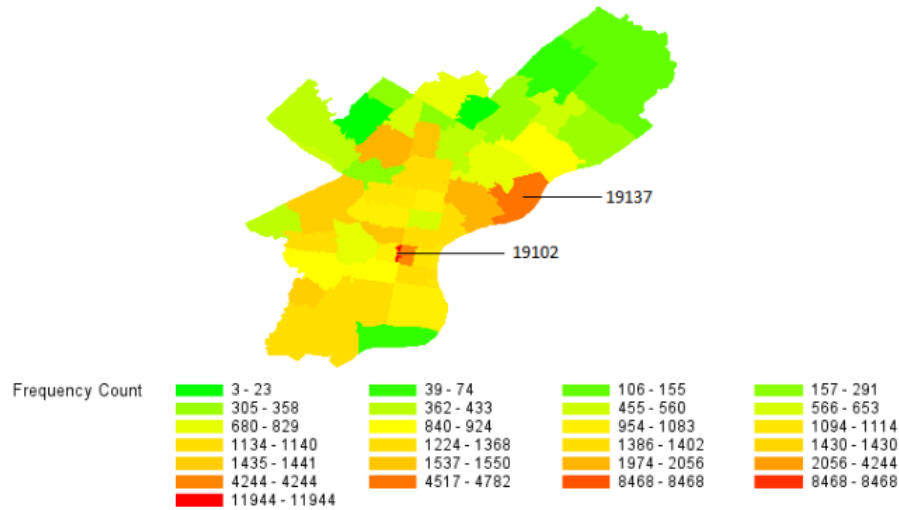 19137
19102
Frequency Count
3 - 23 39 - 74 106 - 155 157 - 291
305 - 358 362 - 433 455 - 560 566 - 653
680 - 829 840 - 924 954 - 1083 1094 - 1114
1134 - 1140 1224 - 1368 1386 - 1402 1430 - 1430
1435 - 1441 1537 - 1550 1974 - 2056 2056 - 4244
4244 - 4244 4517 - 4782 8468 - 8468 8468 - 8468
11944 - 11944